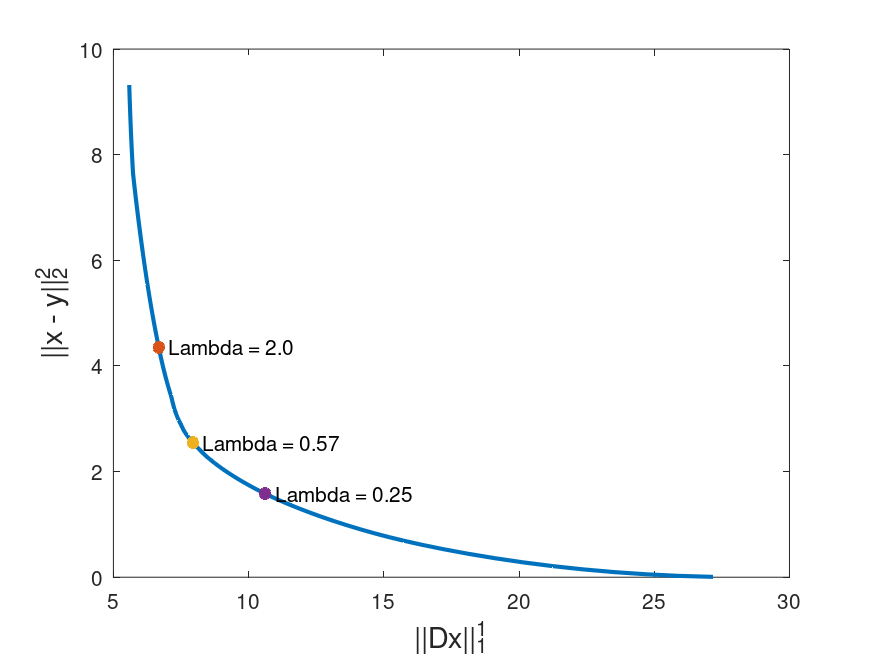 10
8
6
4
2
0
||x - y||₂²
Lambda = 2.0
Lambda = 0.57
Lambda = 0.25
5 10 15 20 25 30
||Dx||₁¹